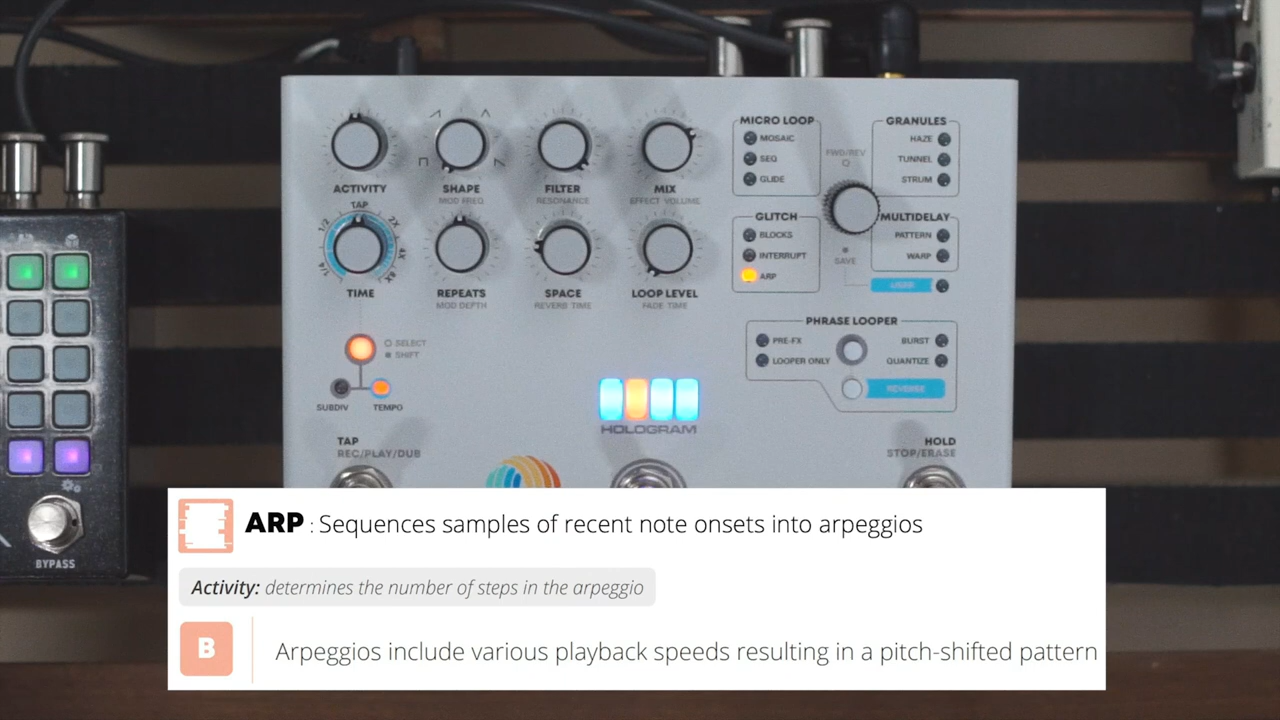 MICRO LOOP
MOSAIC
SEQ
GLIDE
GRANULES
HAZE
TUNNEL
STRUM
FWD/REV
ACTIVITY
SHAPE
MOD FREQ.
FILTER
RESONANCE
MIX
EFFECT VOLUME
TAP
1/4
1/2
2X
4X
8X
GLITCH
BLOCKS
INTERRUPT
ARP
MULTIDELAY
PATTERN
WARP
SAVE
USER
TIME
REPEATS
MOD DEPTH
SPACE
REVERB TIME
LOOP LEVEL
FADE TIME
SELECT
SHIFT
SUBDIV
TEMPO
PHRASE LOOPER
PRE-FX
LOOPER ONLY
BURST
QUANTIZE
REVERSE
HOLOGRAM
TAP
REC/PLAY/DUB
HOLD
STOP/ERASE
BYPASS
ARP : Sequences samples of recent note onsets into arpeggios
Activity: determines the number of steps in the arpeggio
B Arpeggios include various playback speeds resulting in a pitch-shifted pattern